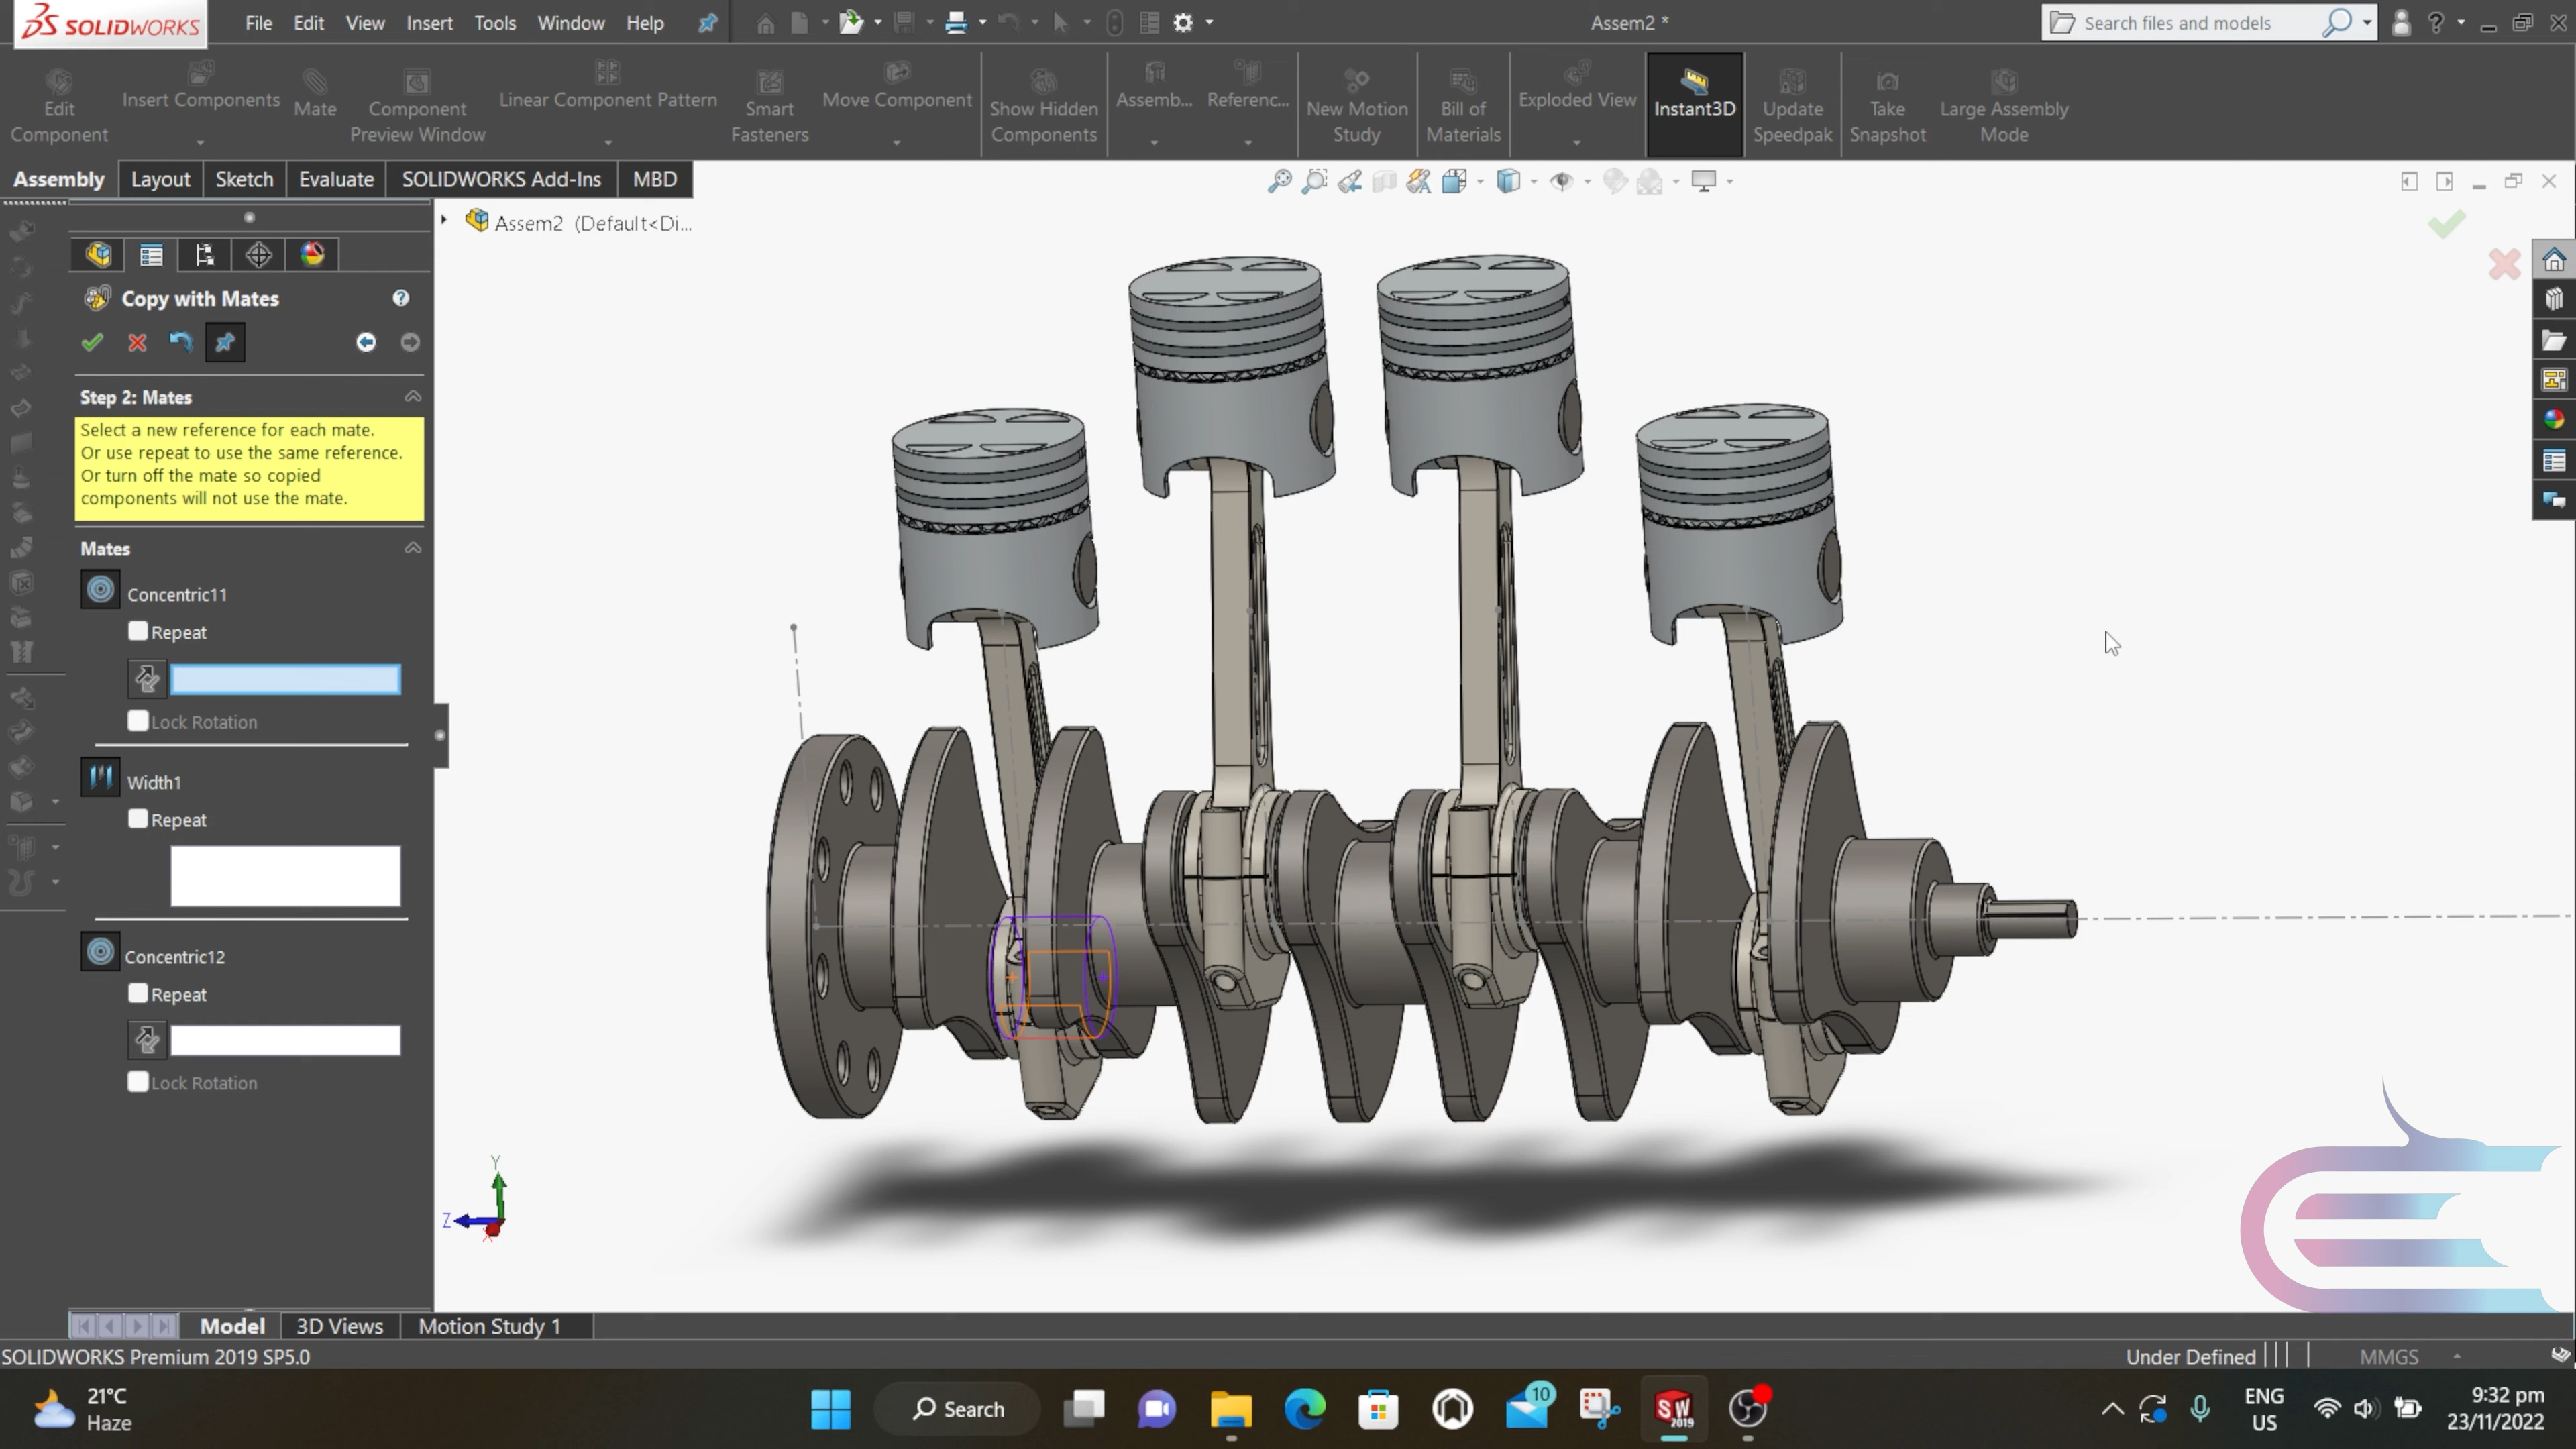 SOLIDWORKS
File Edit View Insert Tools Window Help
Assem2 *
Search files and models
Edit Component
Insert Components
Mate
Component Preview Window
Linear Component Pattern
Smart Fasteners
Move Component
Show Hidden Components
Assemb...
Referenc...
New Motion Study
Bill of Materials
Exploded View
Instant3D
Update Speedpak
Take Snapshot
Large Assembly Mode
Assembly Layout Sketch Evaluate SOLIDWORKS Add-Ins MBD
Assem2 (Default<Di...
Copy with Mates
Step 2: Mates
Select a new reference for each mate.
Or use repeat to use the same reference.
Or turn off the mate so copied
components will not use the mate.
Mates
Concentric11
Repeat
Lock Rotation
Width1
Repeat
Concentric12
Repeat
Lock Rotation
Y
Z
X
Model 3D Views Motion Study 1
SOLIDWORKS Premium 2019 SP5.0
Under Defined
MMGS
21°C
Haze
Search
10
SW
2019
ENG
US
9:32 pm
23/11/2022